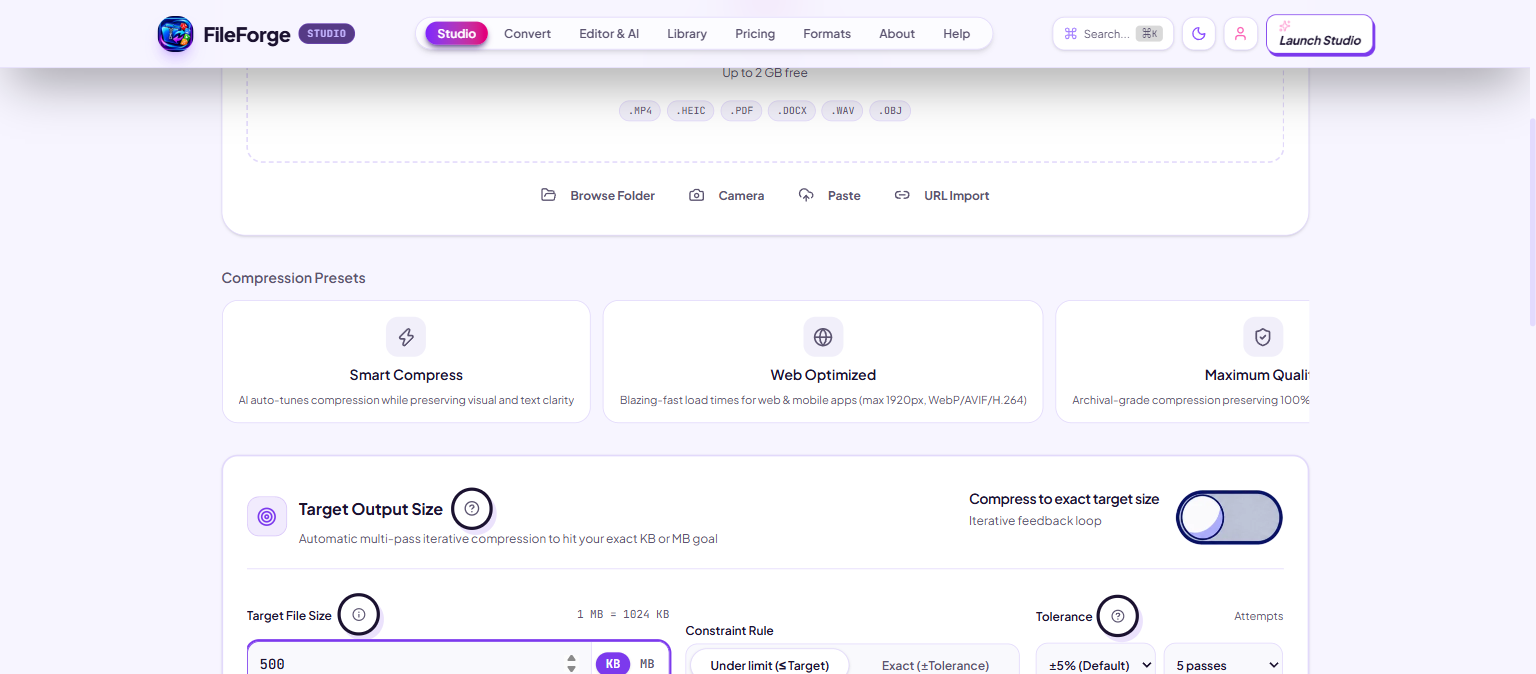 FileForge STUDIO
Studio Convert Editor & AI Library Pricing Formats About Help
Search... ⌘K
Launch Studio
Up to 2 GB free
.MP4 .HEIC .PDF .DOCX .WAV .OBJ
Browse Folder Camera Paste URL Import
Compression Presets
Smart Compress
AI auto-tunes compression while preserving visual and text clarity
Web Optimized
Blazing-fast load times for web & mobile apps (max 1920px, WebP/AVIF/H.264)
Maximum Qualit
Archival-grade compression preserving 100%
Target Output Size
Automatic multi-pass iterative compression to hit your exact KB or MB goal
Compress to exact target size
Iterative feedback loop
Target File Size
1 MB = 1024 KB
500 KB MB
Constraint Rule
Under limit (≤ Target) Exact (±Tolerance)
Tolerance
Attempts
±5% (Default) 5 passes